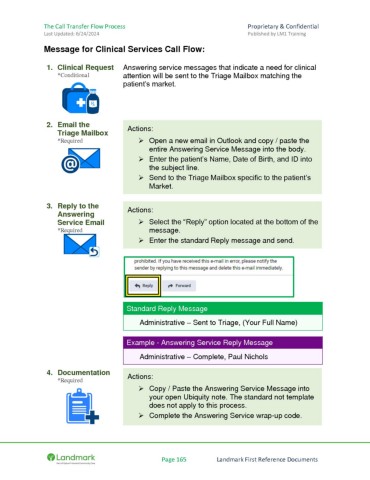 The Call Transfer Flow Process
Proprietary & Confidential
Last Updated: 6/24/2024
Published by LM1 Training
Message for Clinical Services Call Flow:
1. Clinical Request
*Conditional
Answering service messages that indicate a need for clinical
attention will be sent to the Triage Mailbox matching the
patient's market.
2. Email the
Triage Mailbox
*Required
Actions:
➢ Open a new email in Outlook and copy / paste the
entire Answering Service Message into the body.
➢ Enter the patient's Name, Date of Birth, and ID into
the subject line.
➢ Send to the Triage Mailbox specific to the patient's
Market.
3. Reply to the
Answering
Service Email
*Required
Actions:
➢ Select the "Reply" option located at the bottom of the
message.
➢ Enter the standard Reply message and send.
prohibited. If you have received this e-mail in error, please notify the
sender by replying to this message and delete this e-mail immediately.
Reply
Forward
Standard Reply Message
Administrative – Sent to Triage, (Your Full Name)
Example - Answering Service Reply Message
Administrative – Complete, Paul Nichols
4. Documentation
*Required
Actions:
➢ Copy / Paste the Answering Service Message into
your open Ubiquity note. The standard not template
does not apply to this process.
➢ Complete the Answering Service wrap-up code.
Landmark
Page 165
Landmark First Reference Documents